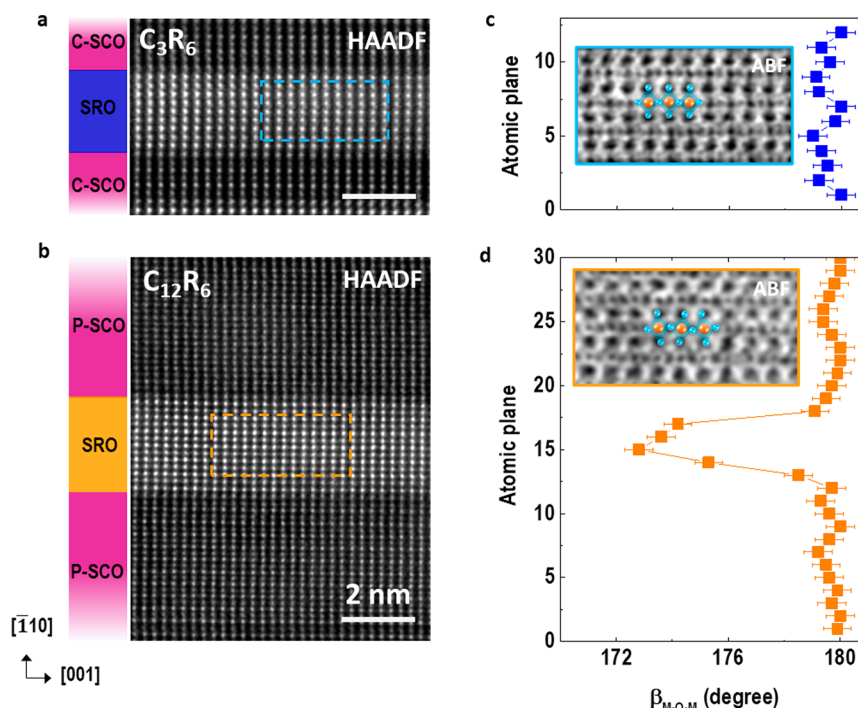 a
C-SCO
SRO
C-SCO
C₃R₆
HAADF
b
P-SCO
SRO
P-SCO
C₁₂R₆
HAADF
2 nm
[1̄10]
[001]
c
Atomic plane
10
5
0
ABF
d
Atomic plane
30
25
20
15
10
5
0
ABF
172
176
180
β_M-O-M (degree)